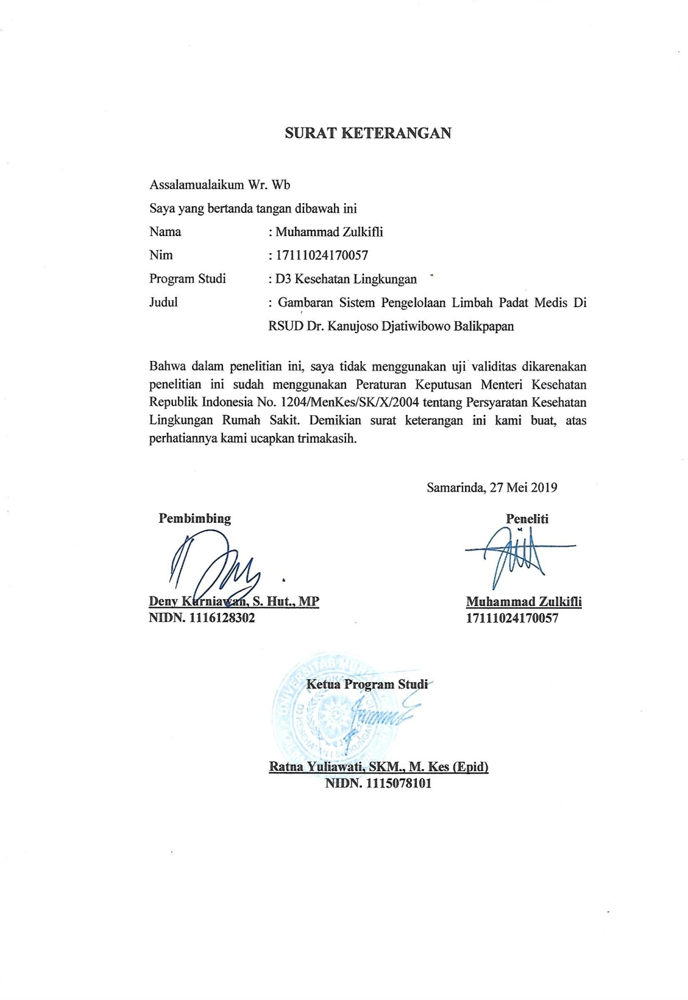 SURAT KETERANGAN
Assalamualaikum Wr. Wb
Saya yang bertanda tangan dibawah ini
Nama : Muhammad Zulkifli
Nim : 17111024170057
Program Studi : D3 Kesehatan Lingkungan
Judul : Gambaran Sistem Pengelolaan Limbah Padat Medis Di
RSUD Dr. Kanujoso Djatiwibowo Balikpapan
Bahwa dalam penelitian ini, saya tidak menggunakan uji validitas dikarenakan
penelitian ini sudah menggunakan Peraturan Keputusan Menteri Kesehatan
Republik Indonesia No. 1204/MenKes/SK/X/2004 tentang Persyaratan Kesehatan
Lingkungan Rumah Sakit. Demikian surat keterangan ini kami buat, atas
perhatiannya kami ucapkan trimakasih.
Samarinda, 27 Mei 2019
Pembimbing Peneliti
Deny Kurniawan, S. Hut., MP Muhammad Zulkifli
NIDN. 1116128302 17111024170057
UNIVERSITAS
D3 KESEHATAN LINGKUNGAN
Ketua Program Studi
Ratna Yuliawati, SKM., M. Kes (Epid)
NIDN. 1115078101